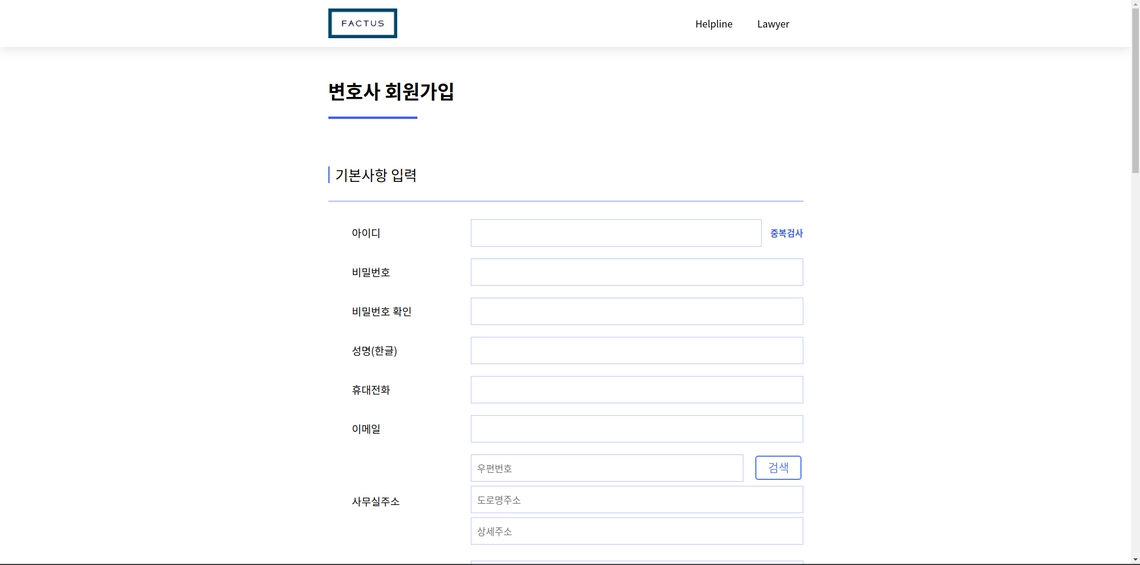 FACTUS
Helpline Lawyer
변호사 회원가입
기본사항 입력
아이디 중복검사
비밀번호
비밀번호 확인
성명(한글)
휴대전화
이메일
우편번호 검색
사무실주소 도로명주소
상세주소